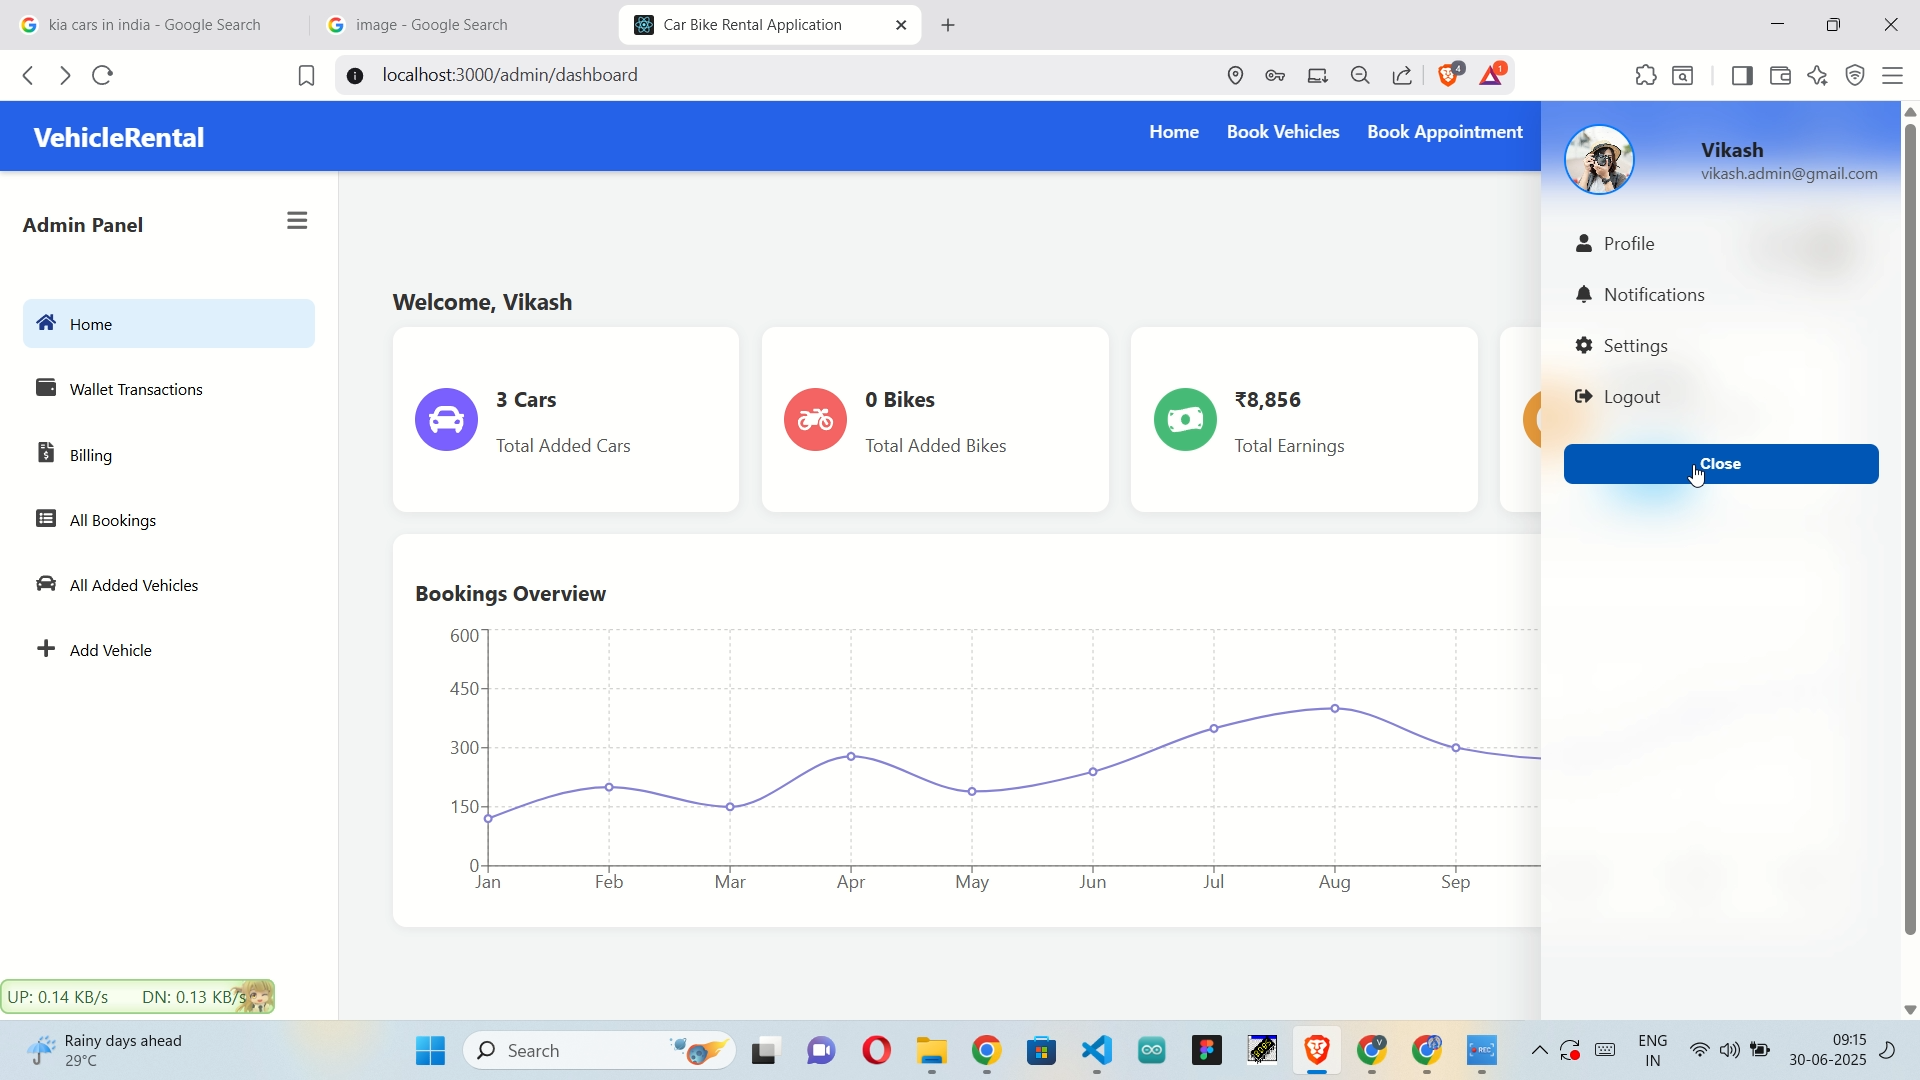 kia cars in india - Google Search
image - Google Search
Car Bike Rental Application
localhost:3000/admin/dashboard
4
1
VehicleRental
Home
Book Vehicles
Book Appointment
Vikash
vikash.admin@gmail.com
Profile
Notifications
Settings
Logout
Close
Admin Panel
Home
Wallet Transactions
Billing
All Bookings
All Added Vehicles
Add Vehicle
Welcome, Vikash
3 Cars
Total Added Cars
0 Bikes
Total Added Bikes
₹8,856
Total Earnings
Bookings Overview
600
450
300
150
0
Jan
Feb
Mar
Apr
May
Jun
Jul
Aug
Sep
UP: 0.14 KB/s
DN: 0.13 KB/s
Rainy days ahead
29°C
Search
V
REC
ENG
IN
09:15
30-06-2025